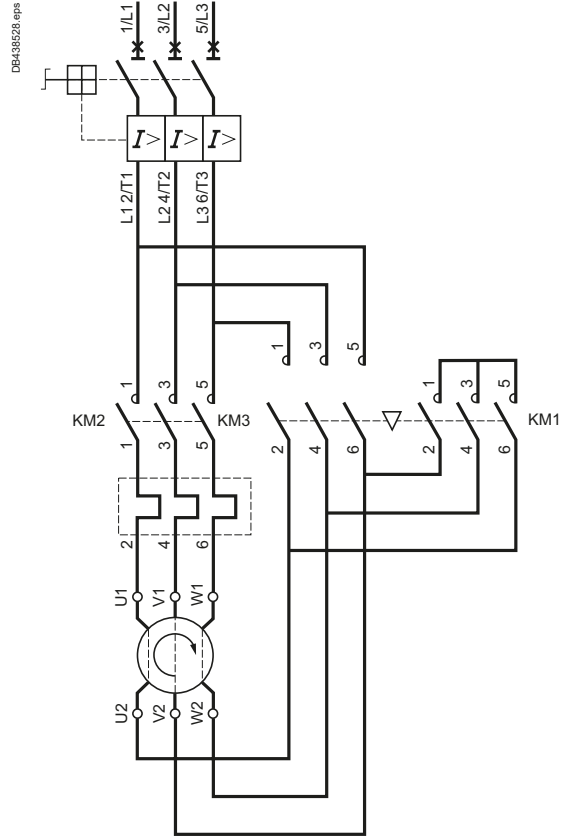 DB438528.eps
1/L1 3/L2 5/L3
I> I> I>
L1 2/T1 L2 4/T2 L3 6/T3
1 3 5
1 3 5
1 3 5
KM2 KM3 KM1
1 3 5
2 4 6
2 4 6
2 4 6
U1 V1 W1
U2 V2 W2